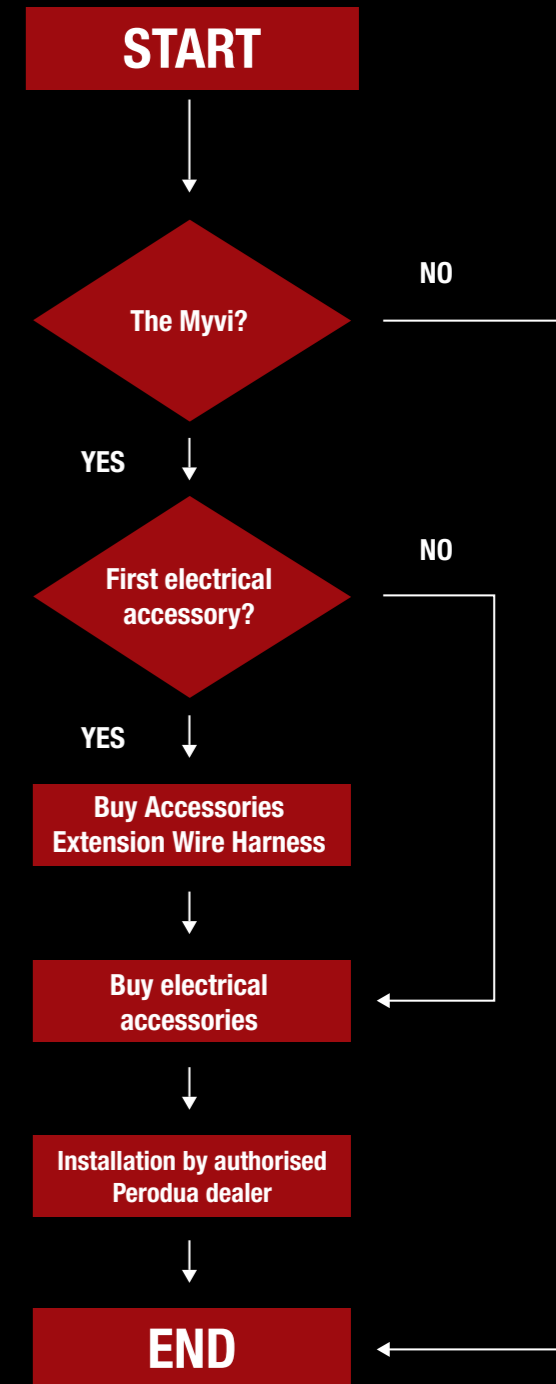 START
The Myvi?
NO
YES
First electrical
accessory?
NO
YES
Buy Accessories
Extension Wire Harness
Buy electrical
accessories
Installation by authorised
Perodua dealer
END